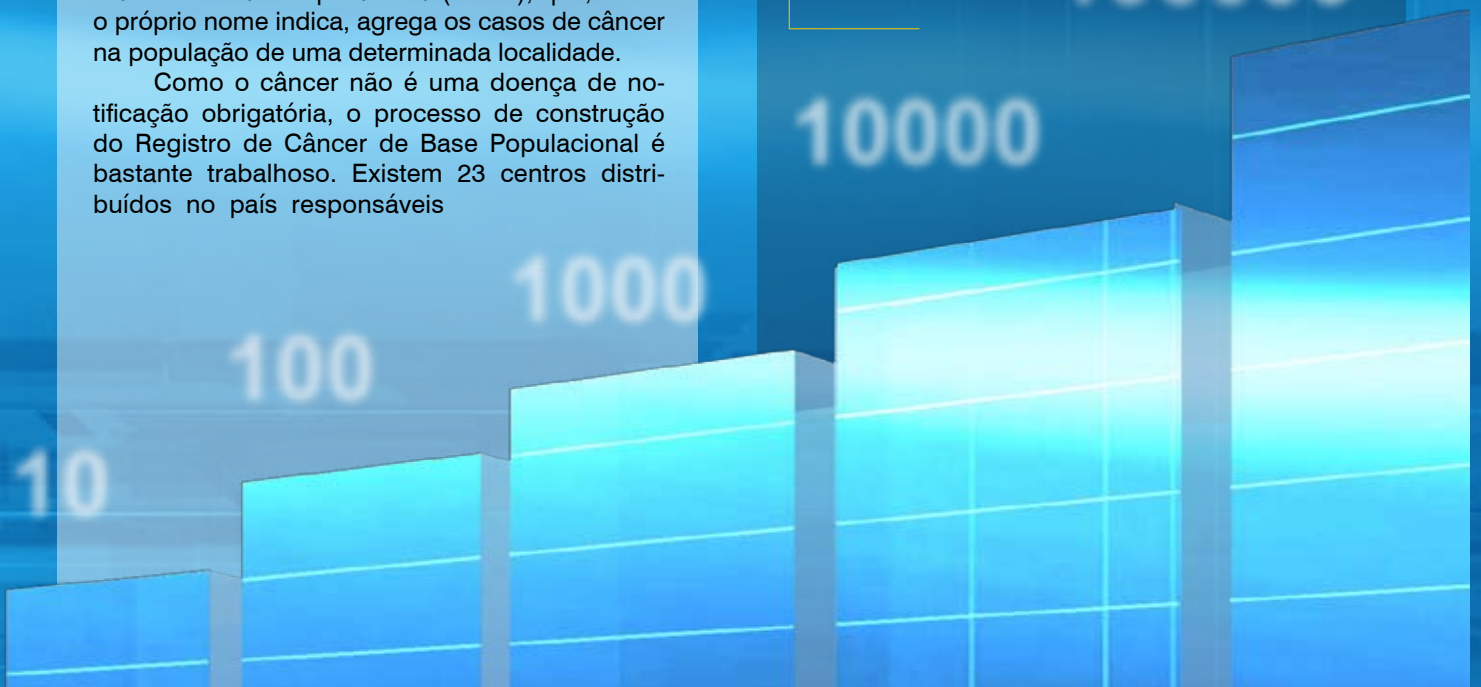 o próprio nome indica, agrega os casos de câncer
na população de uma determinada localidade.
Como o câncer não é uma doença de no-
tificação obrigatória, o processo de construção
do Registro de Câncer de Base Populacional é
bastante trabalhoso. Existem 23 centros distri-
buídos no país responsáveis
10000
1000
100
10